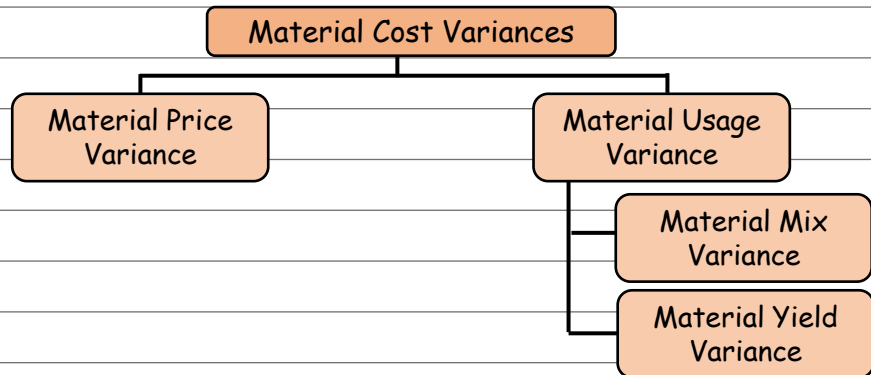 Material Cost Variances
Material Price
Variance
Material Usage
Variance
Material Mix
Variance
Material Yield
Variance